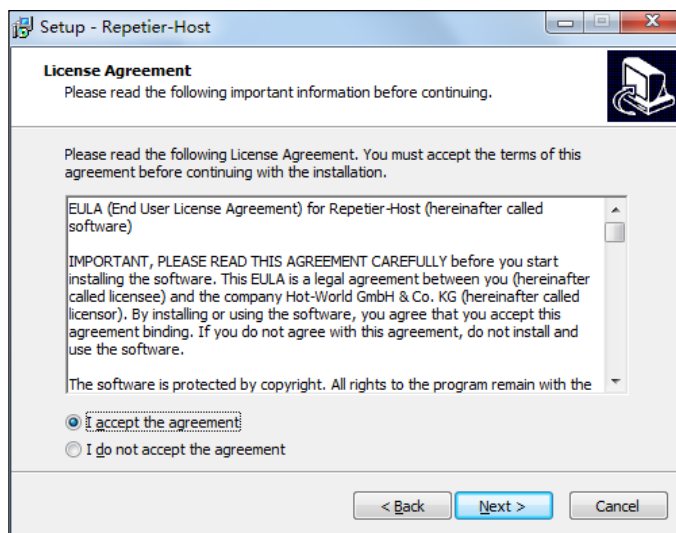 Setup - Repetier-Host
License Agreement
Please read the following important information before continuing.
Please read the following License Agreement. You must accept the terms of this
agreement before continuing with the installation.
EULA (End User License Agreement) for Repetier-Host (hereinafter called
software)
IMPORTANT, PLEASE READ THIS AGREEMENT CAREFULLY before you start
installing the software. This EULA is a legal agreement between you (hereinafter
called licensee) and the company Hot-World GmbH & Co. KG (hereinafter called
licensor). By installing or using the software, you agree that you accept this
agreement binding. If you do not agree with this agreement, do not install and
use the software.
The software is protected by copyright. All rights to the program remain with the
I accept the agreement
I do not accept the agreement
< Back
Next >
Cancel